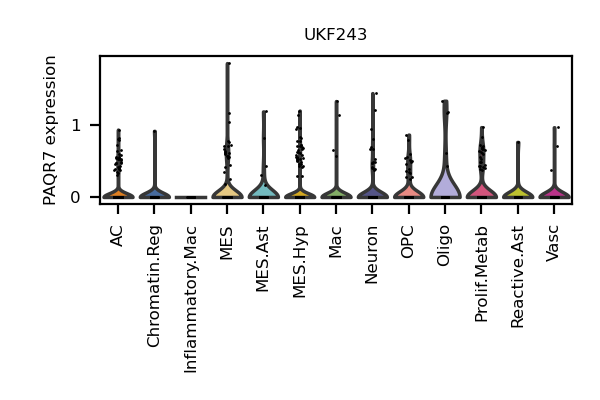 UKF243
PAQR7 expression
1
0
AC
Chromatin.Reg
Inflammatory.Mac
MES
MES.Ast
MES.Hyp
Mac
Neuron
OPC
Oligo
Prolif.Metab
Reactive.Ast
Vasc